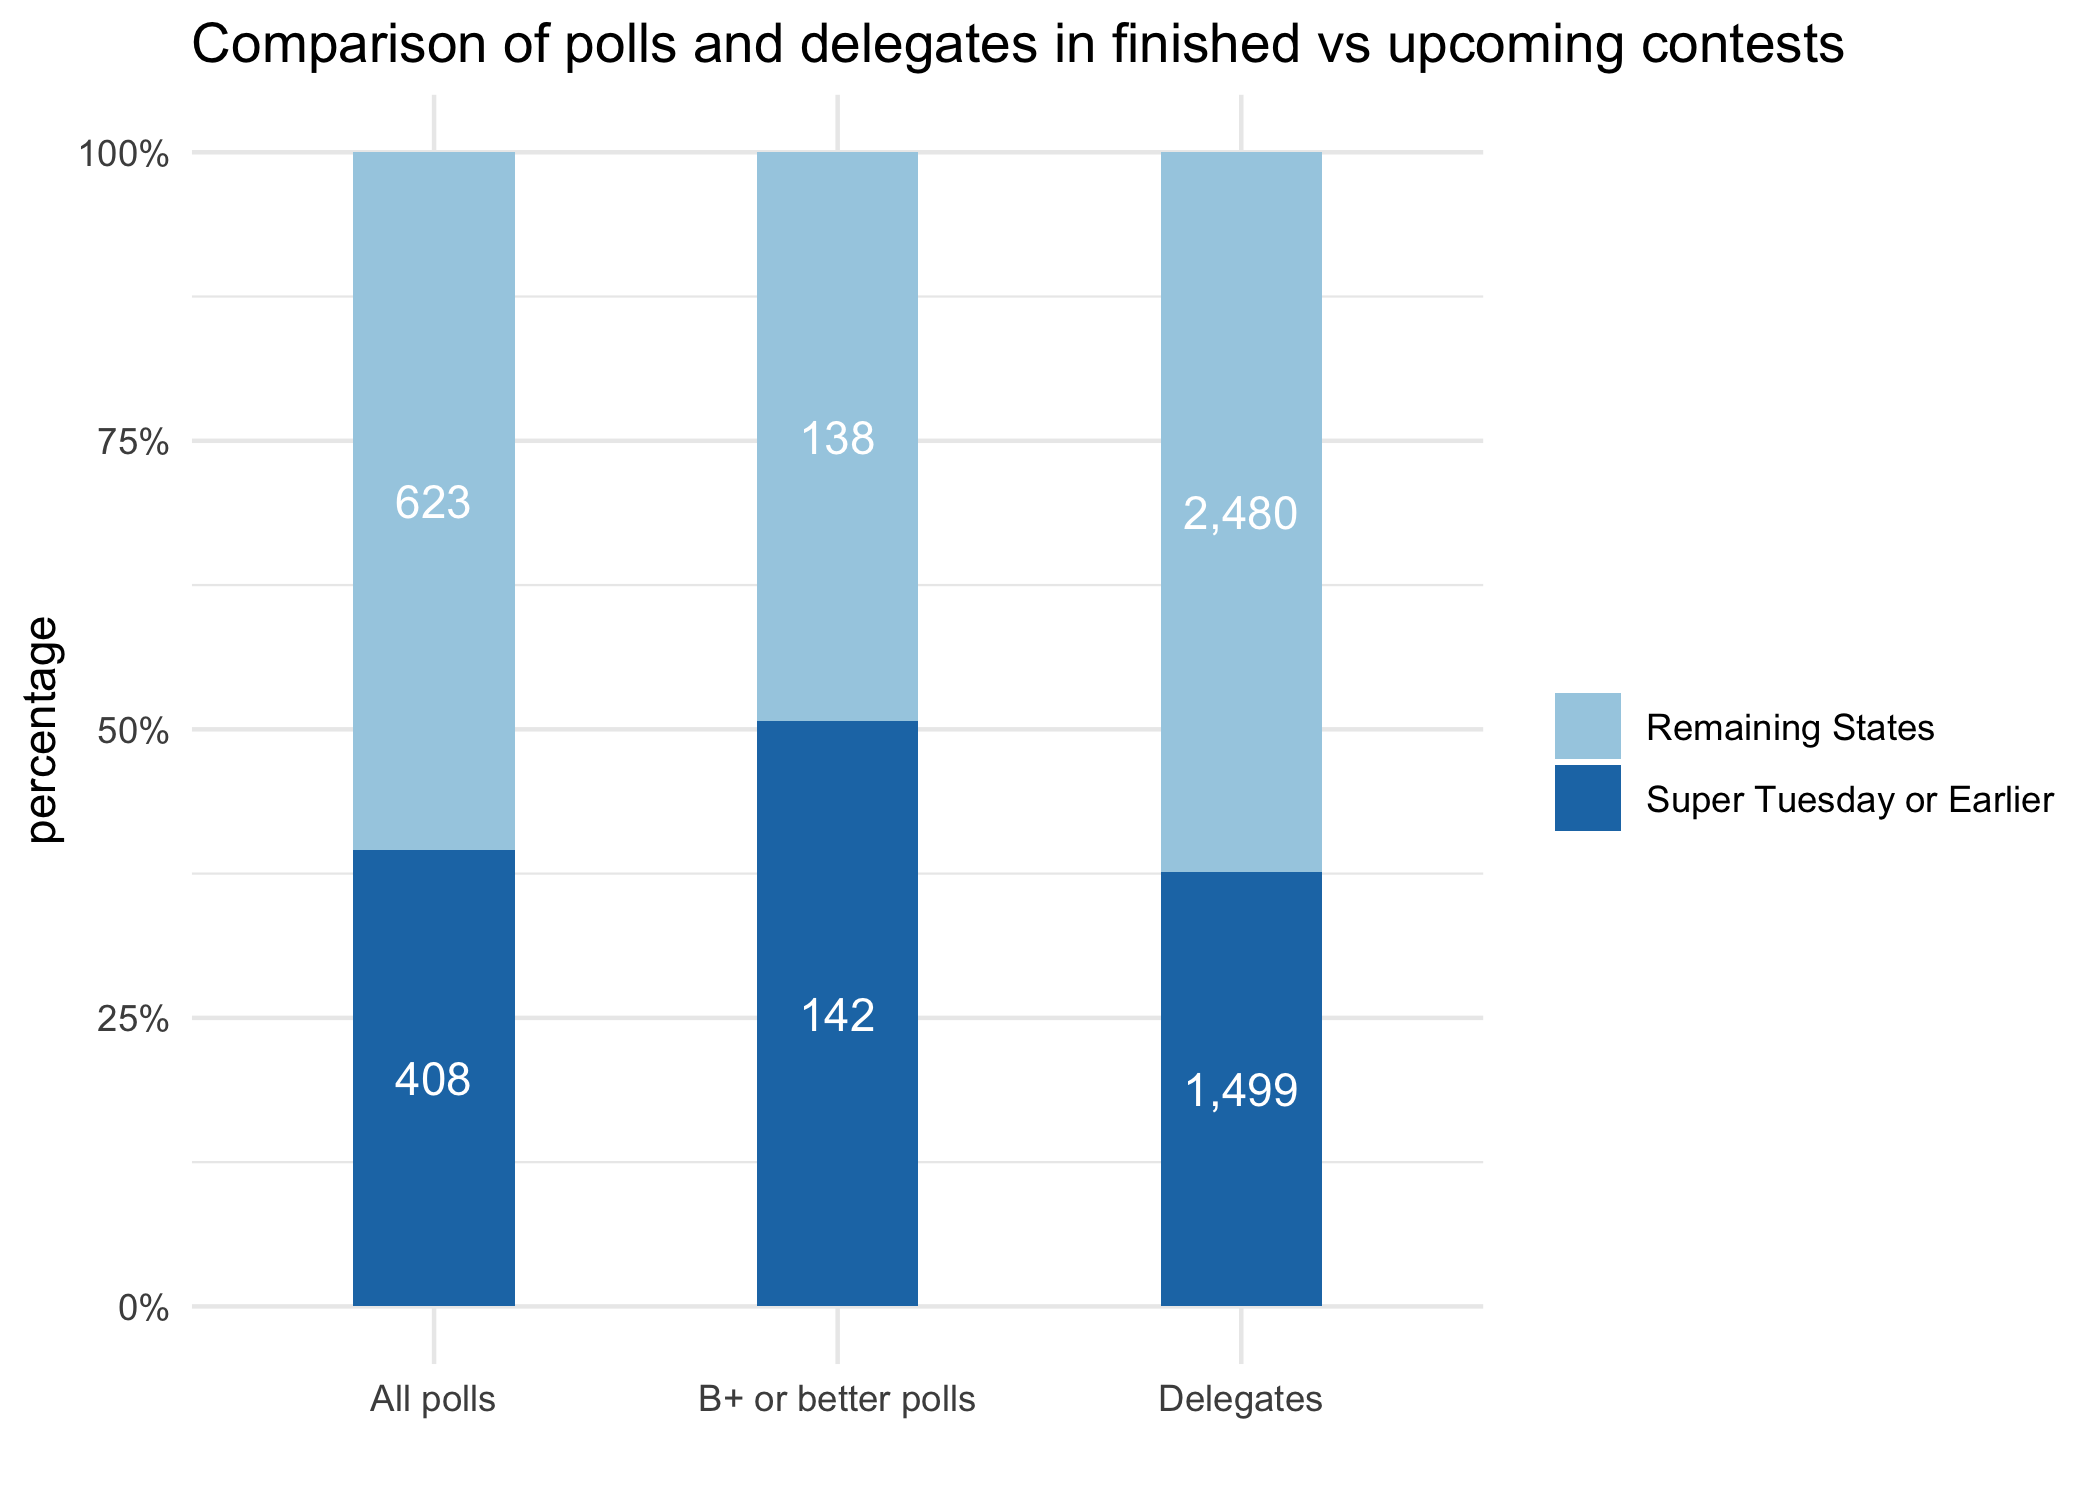 Comparison of polls and delegates in finished vs upcoming contests
percentage
100%
75%
50%
25%
0%
623
138
2,480
408
142
1,499
All polls
B+ or better polls
Delegates
Remaining States
Super Tuesday or Earlier